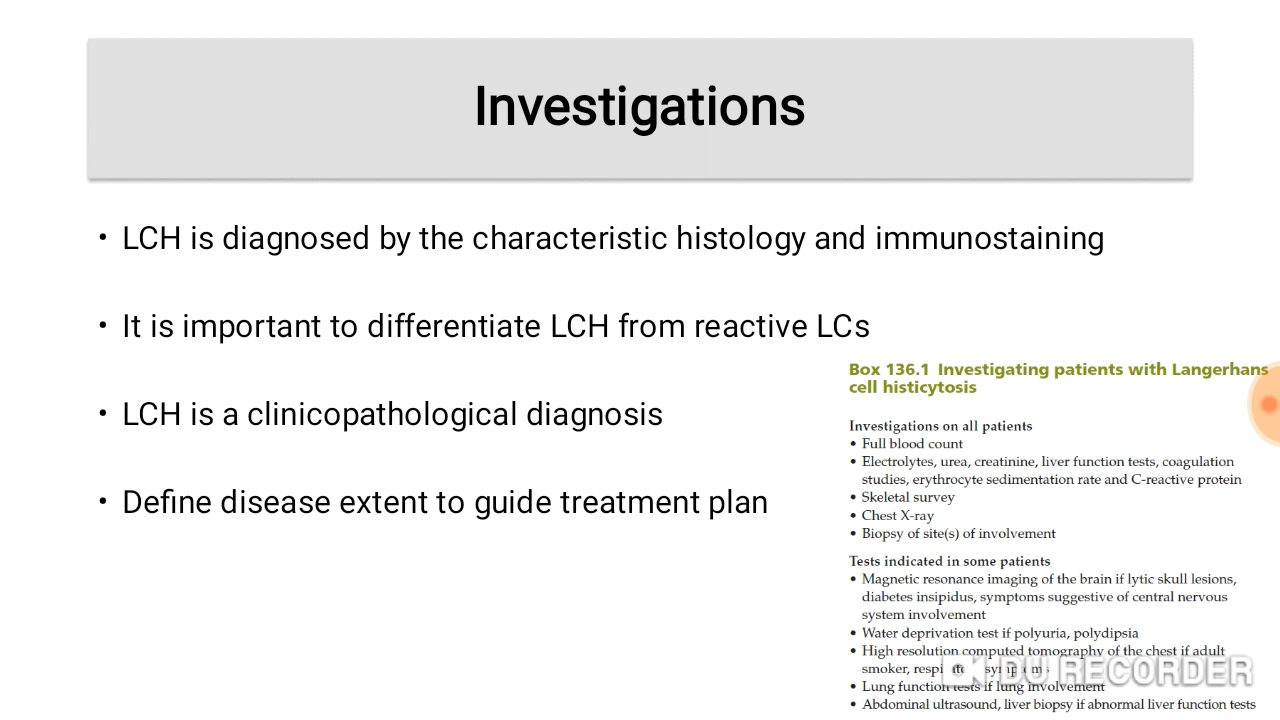 Investigations
• LCH is diagnosed by the characteristic histology and immunostaining
• It is important to differentiate LCH from reactive LCs
• LCH is a clinicopathological diagnosis
• Define disease extent to guide treatment plan
Box 136.1 Investigating patients with Langerhans
cell histicytosis
Investigations on all patients
• Full blood count
• Electrolytes, urea, creatinine, liver function tests, coagulation
studies, erythrocyte sedimentation rate and C-reactive protein
• Skeletal survey
• Chest X-ray
• Biopsy of site(s) of involvement
Tests indicated in some patients
• Magnetic resonance imaging of the brain if lytic skull lesions,
diabetes insipidus, symptoms suggestive of central nervous
system involvement
• Water deprivation test if polyuria, polydipsia
• High resolution computed tomography of the chest if adult
smoker, respiratory symptoms
• Lung function tests if lung involvement
• Abdominal ultrasound, liver biopsy if abnormal liver function tests
DU RECORDER